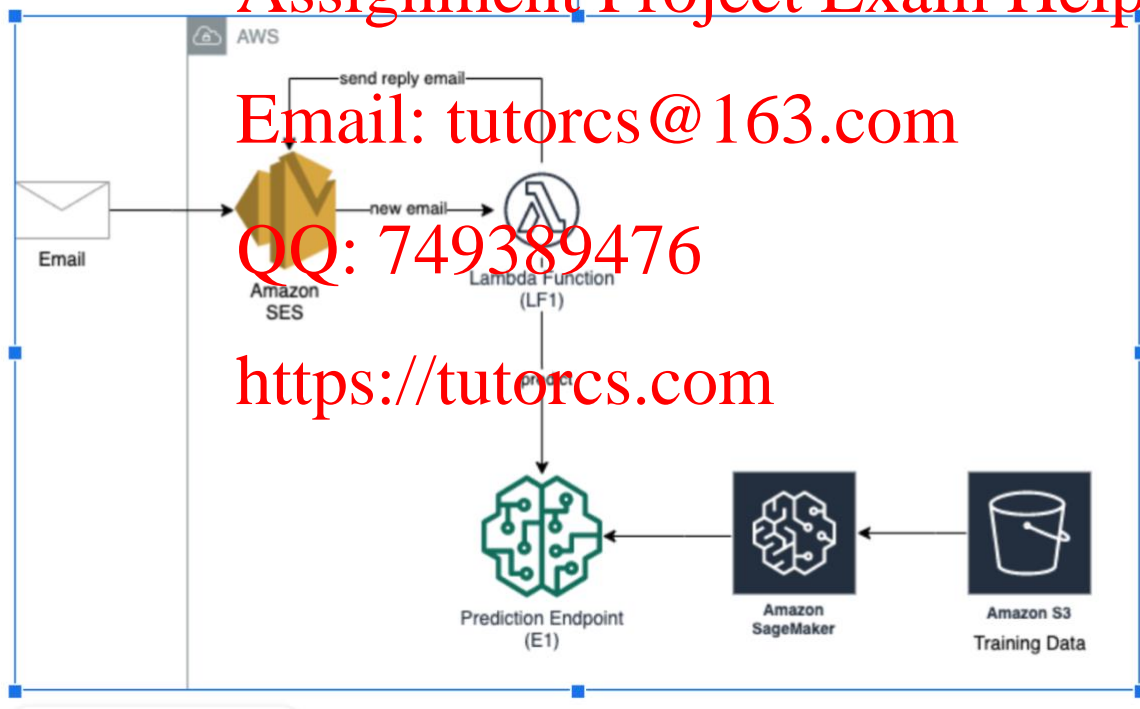 Assignment Project Exam Help
AWS
send reply email
Email: tutorcs@163.com
new email
Email
QQ: 749389476
Lambda Function
(LF1)
Amazon
SES
predict
https://tutorcs.com
Prediction Endpoint
(E1)
Amazon
SageMaker
Amazon S3
Training Data